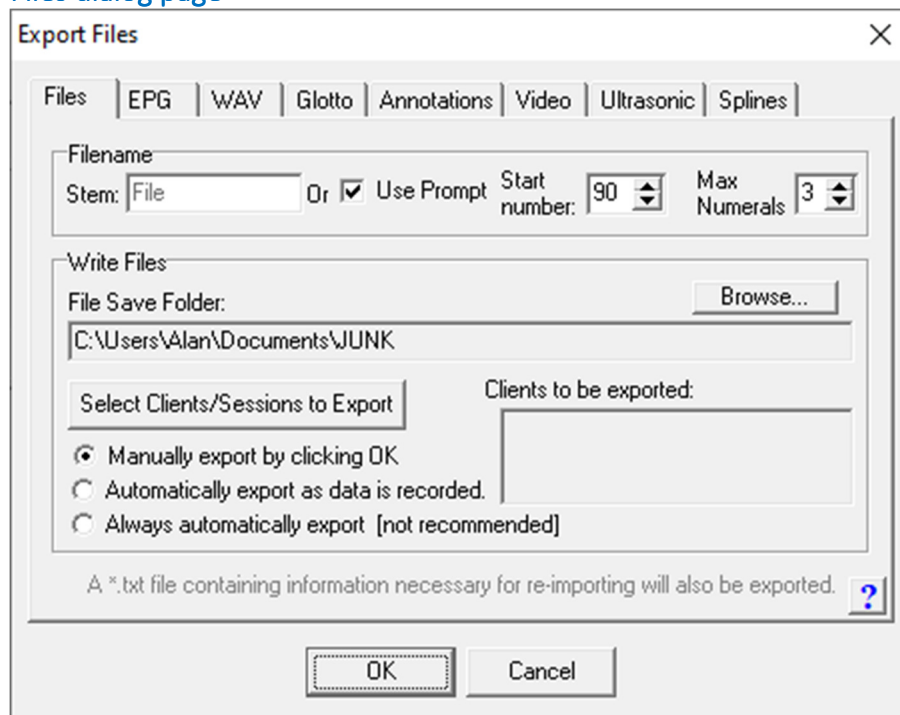 Files dialog page
Export Files
Files EPG WAV Glotto Annotations Video Ultrasonic Splines
Filename
Stem: File Or Use Prompt Start number: 90 Max Numerals 3
Write Files
File Save Folder: Browse...
C:\Users\Alan\Documents\JUNK
Select Clients/Sessions to Export Clients to be exported:
Manually export by clicking OK
Automatically export as data is recorded.
Always automatically export [not recommended]
A *.txt file containing information necessary for re-importing will also be exported. ?
OK Cancel